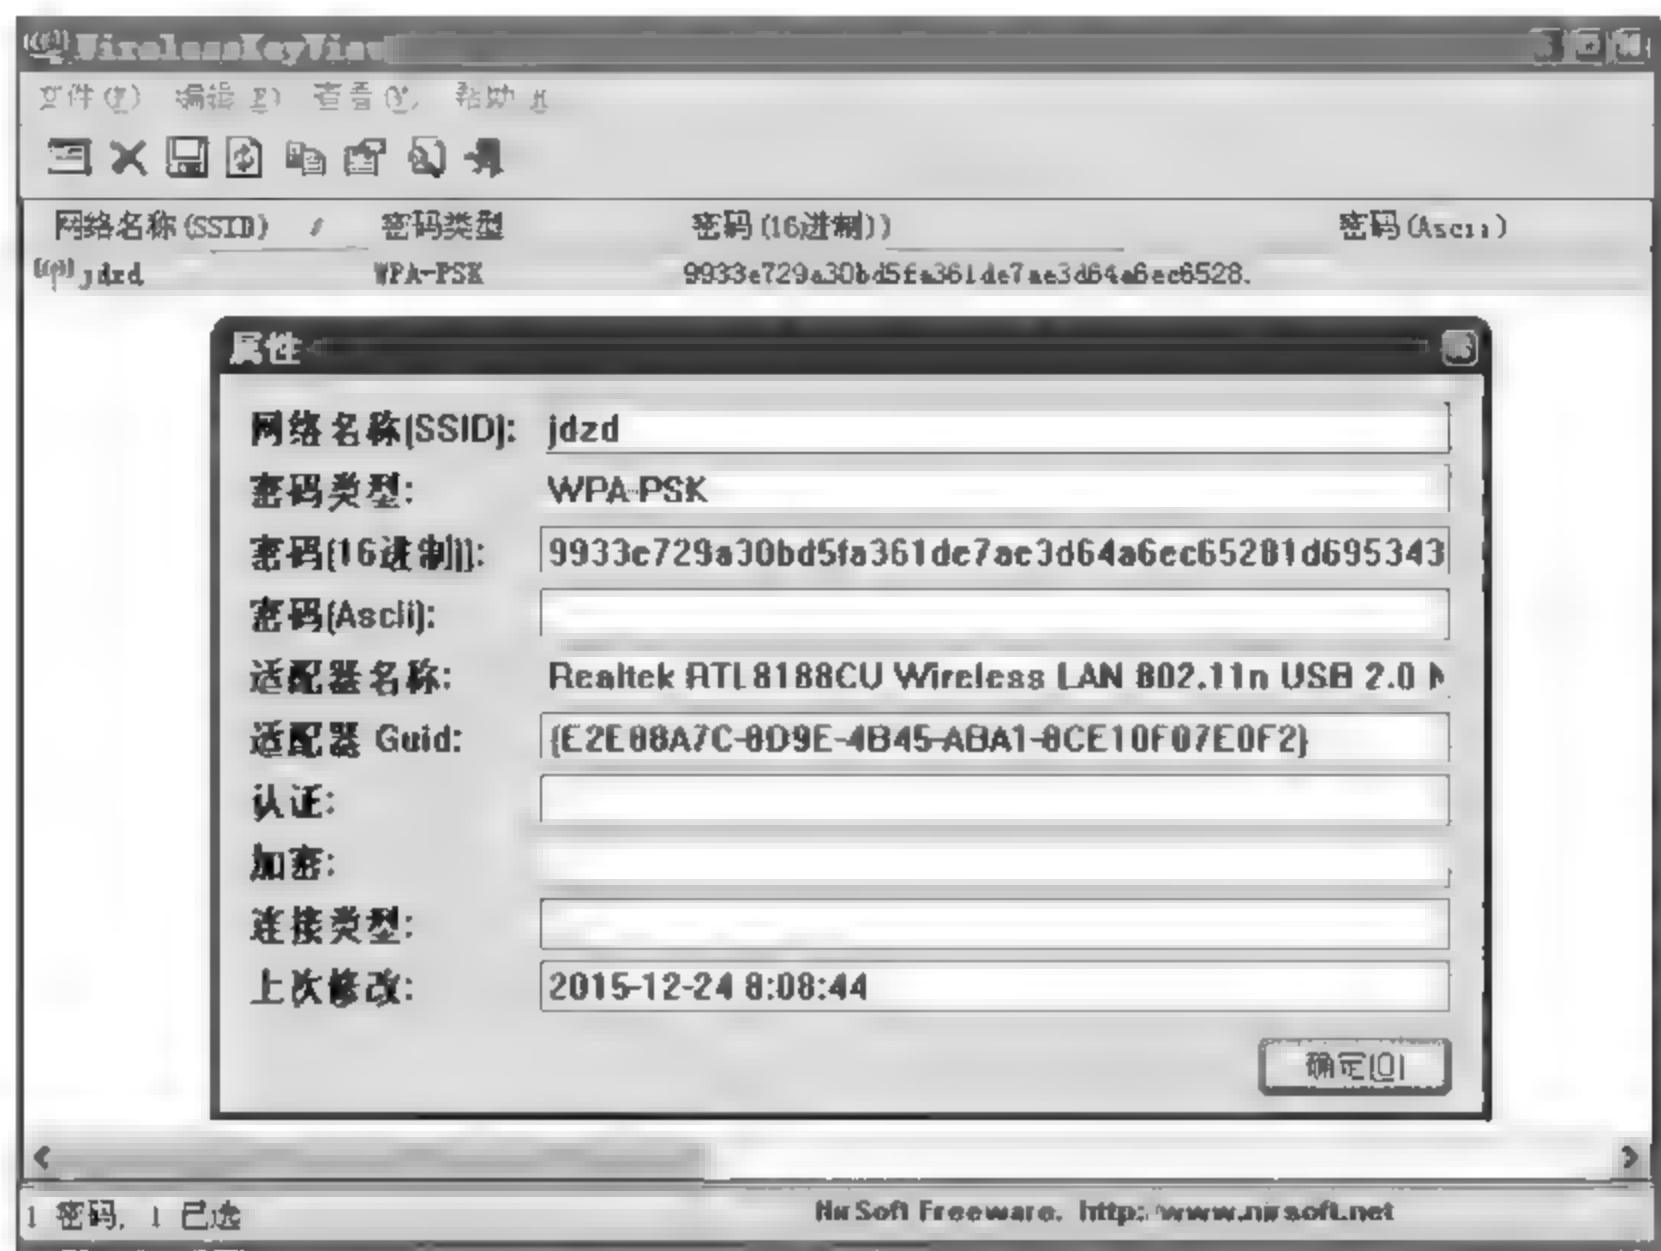 WirelessKeyView
文件(F) 编辑(E) 查看(V) 帮助(H)
网络名称(SSID) / 密码类型 密码(16进制)) 密码(Ascii)
jdzd WPA-PSK 9933e729a30bd5fa361de7ae3d64a6ec6528.
属性
网络名称(SSID): jdzd
密码类型: WPA-PSK
密码(16进制)): 9933e729a30bd5fa361de7ae3d64a6ec65281d695343
密码(Ascii):
适配器名称: Realtek RTL8188CU Wireless LAN 802.11n USB 2.0 N
适配器 Guid: {E2E88A7C-8D9E-4B45-ABA1-8CE10F07E0F2}
认证:
加密:
连接类型:
上次修改: 2015-12-24 8:08:44
确定(O)
1 密码, 1 已选 NirSoft Freeware. http://www.nirsoft.net